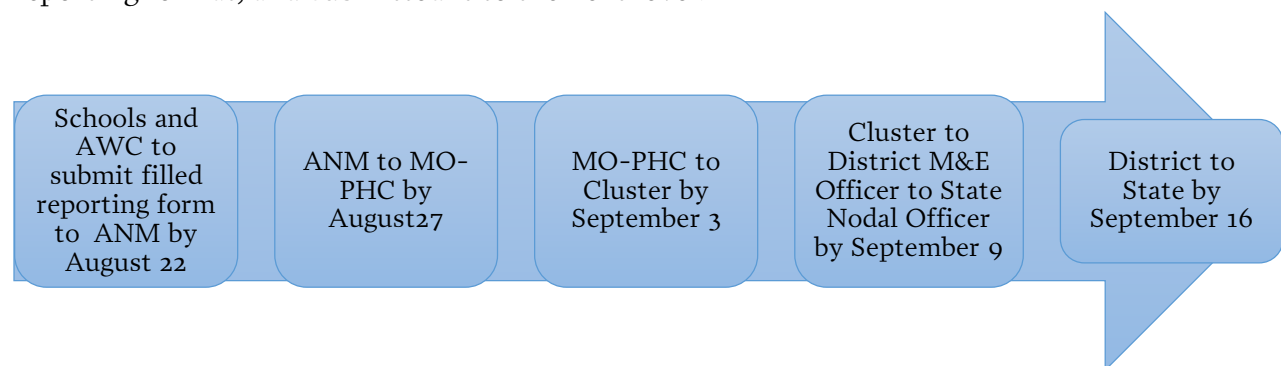 Schools and
AWC to
submit filled
reporting form
to ANM by
August 22
ANM to MO-
PHC by
August27
MO-PHC to
Cluster by
September 3
Cluster to
District M&E
Officer to State
Nodal Officer
by September 9
District to
State by
September 16